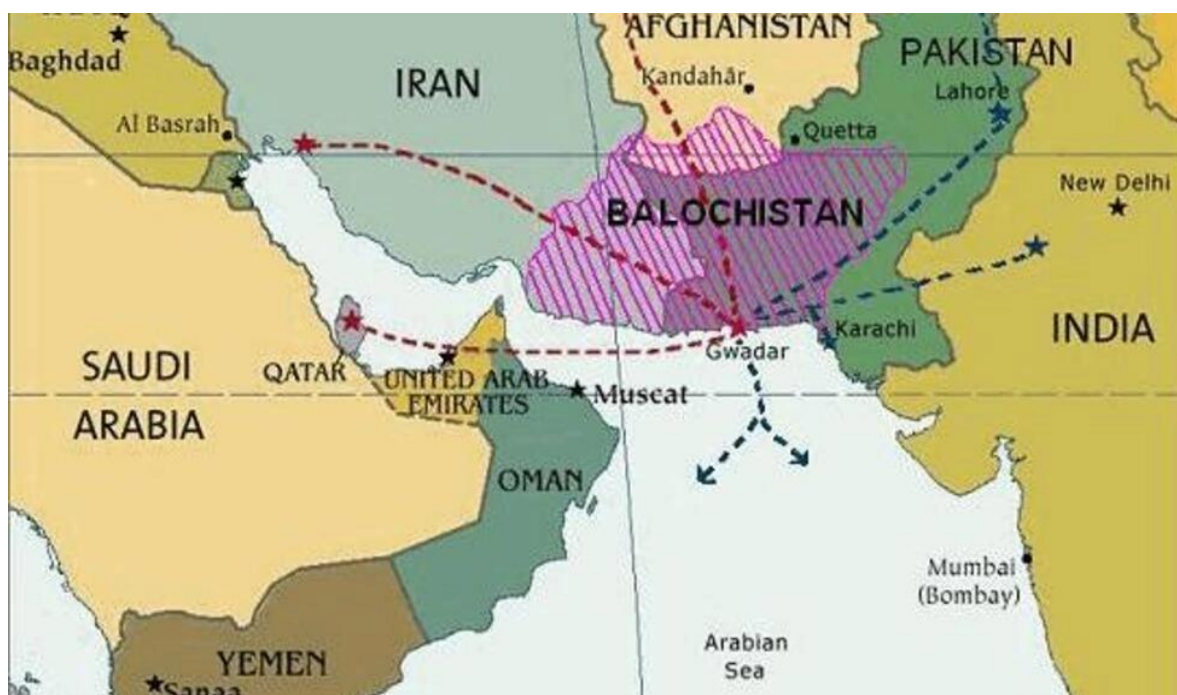 AFGHANISTAN
Baghdad
PAKISTAN
IRAN
Kandahâr
Lahore
Al Basrah
Quetta
New Delhi
BALOCHISTAN
Karachi
INDIA
Gwadar
SAUDI
ARABIA
QATAR
UNITED ARAB
EMIRATES
Muscat
OMAN
Mumbai
(Bombay)
Arabian
Sea
YEMEN
Sanaa